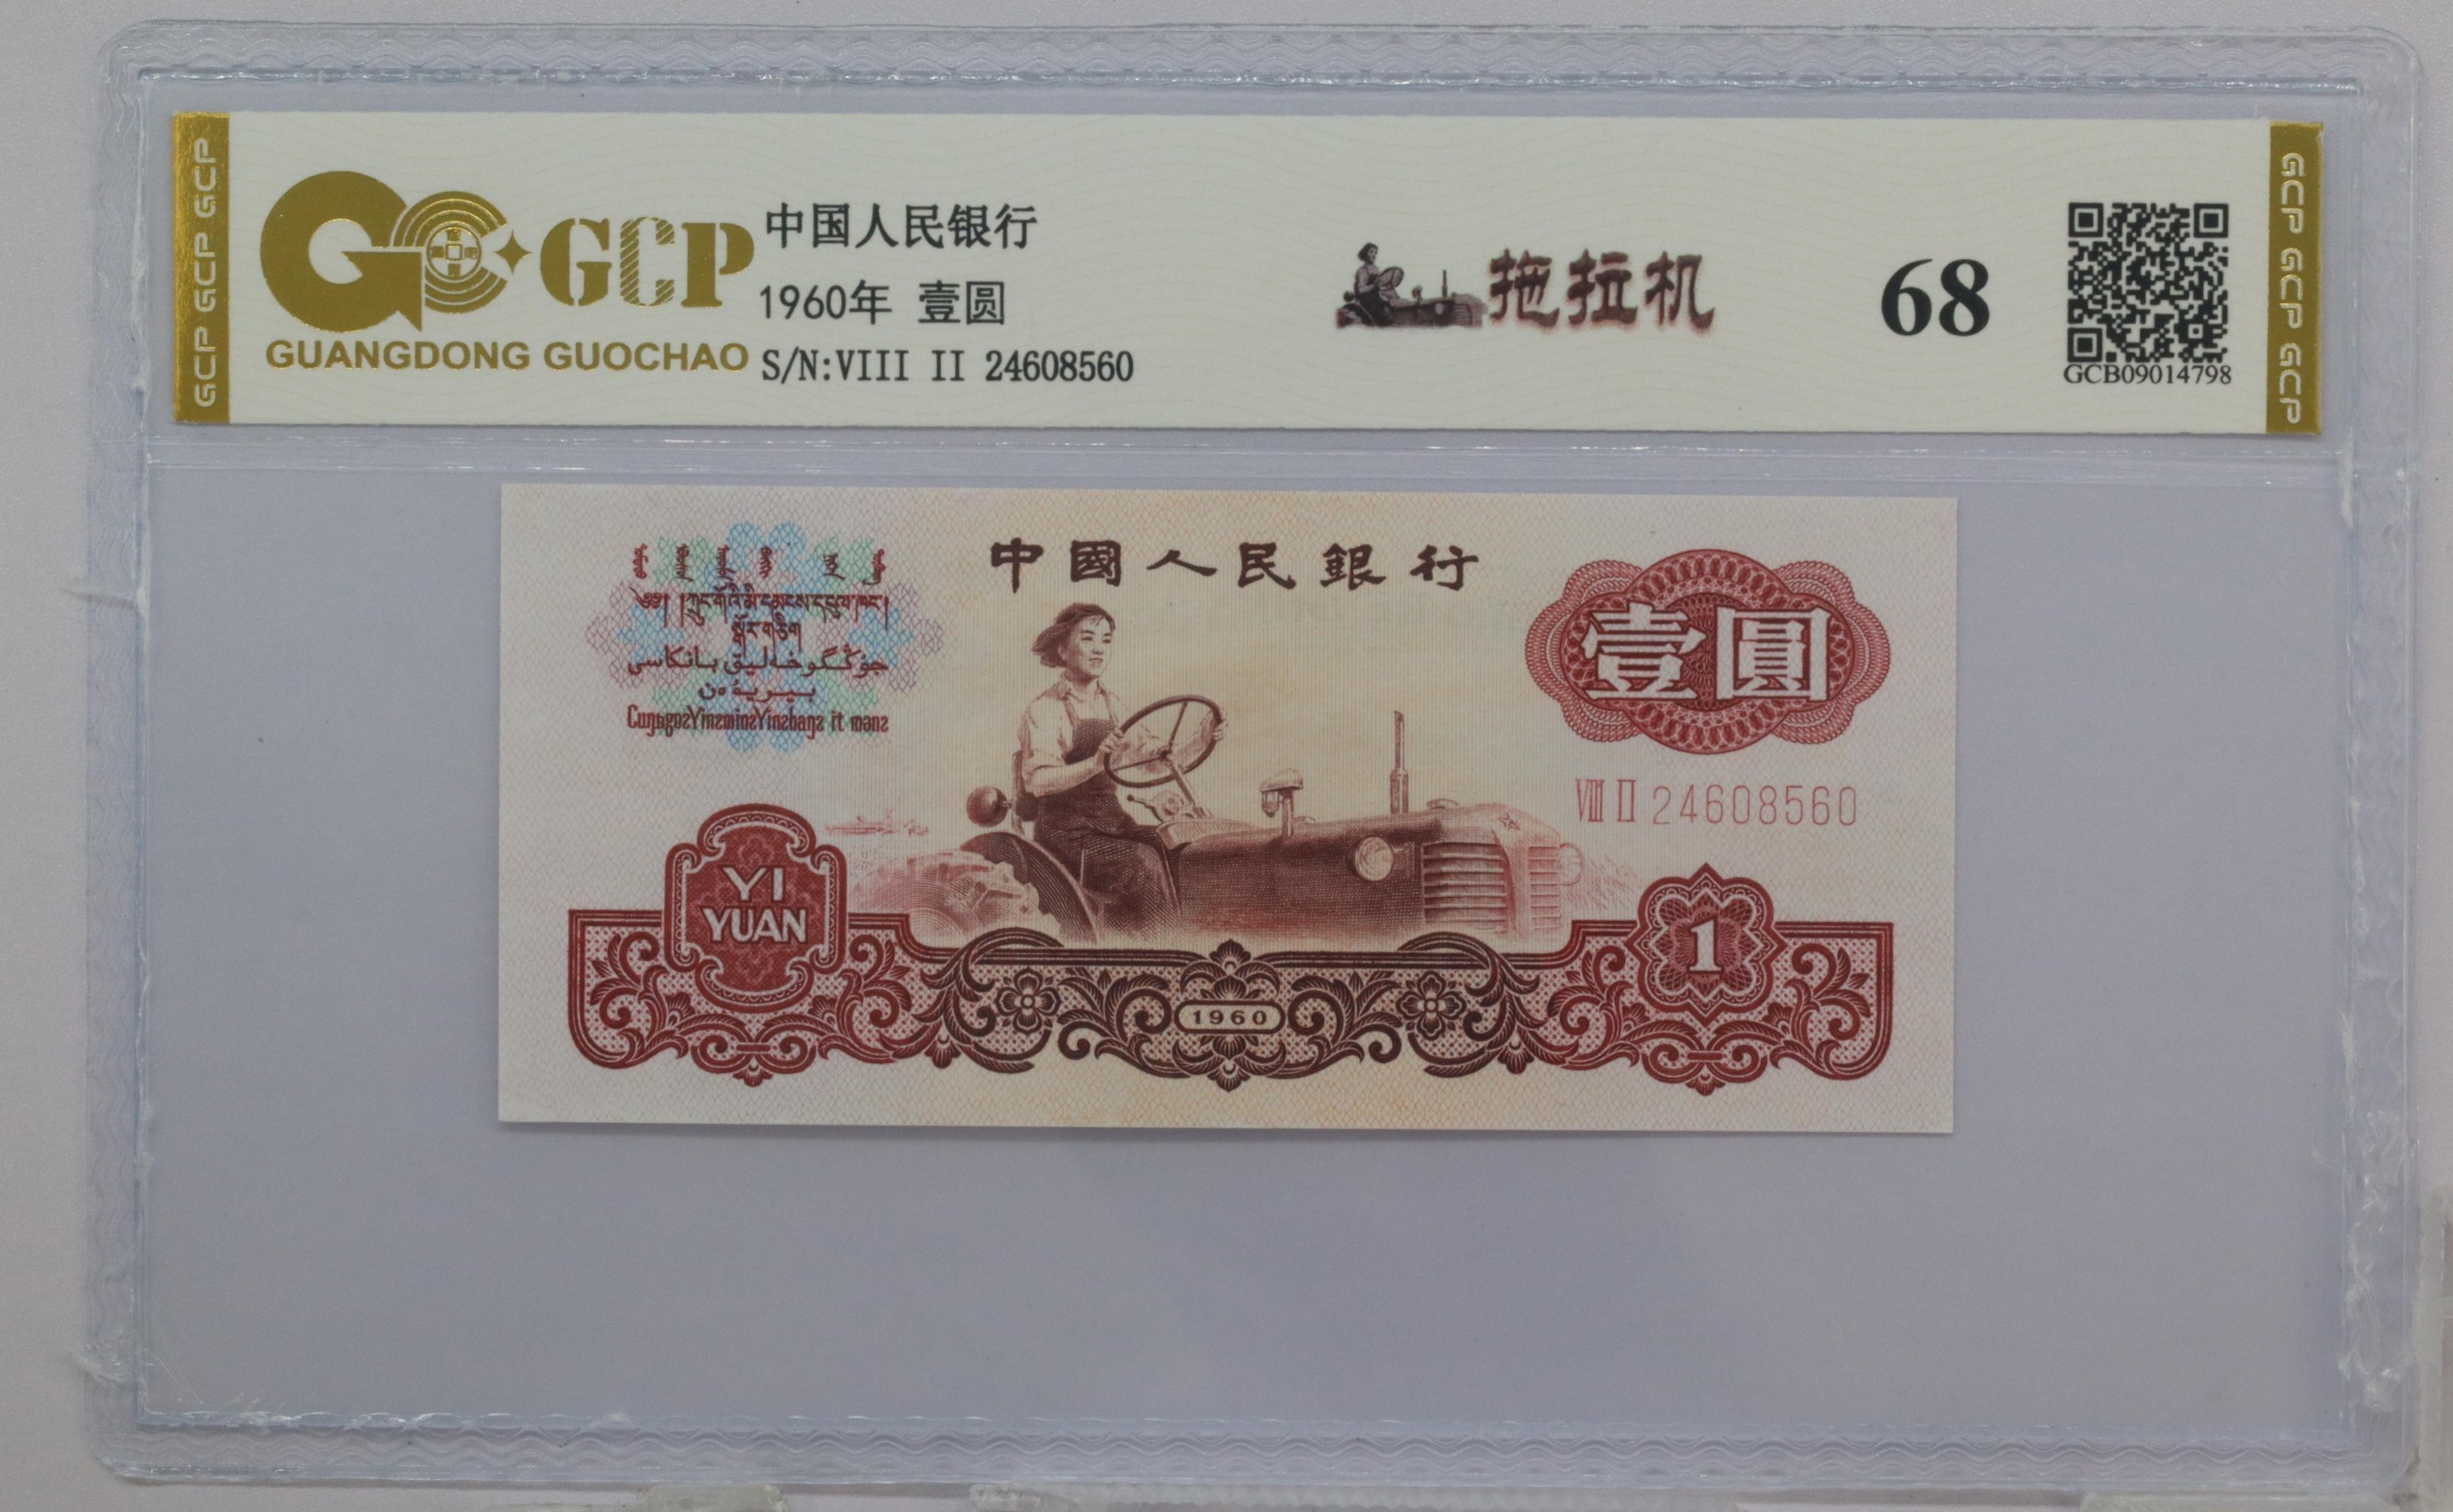 GCP GCP GCP
GCP
GUANGDONG GUOCHAO
中国人民银行
1960年 壹圆
S/N:VIII II 24608560
拖拉机
68
GCB09014798
GCP GCP GCP
中國人民銀行
壹圓
VIII II 24608560
YI
YUAN
1
1960